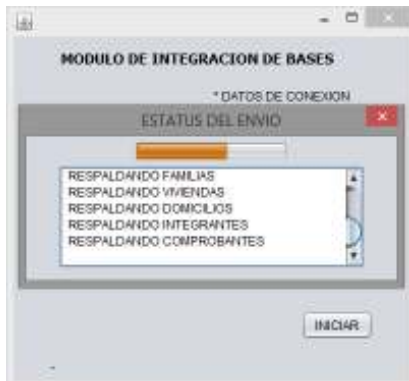 MODULO DE INTEGRACION DE BASES
* DATOS DE CONEXION
ESTATUS DEL ENVIO
RESPALDANDO FAMILIAS
RESPALDANDO VIVIENDAS
RESPALDANDO DOMICILIOS
RESPALDANDO INTEGRANTES
RESPALDANDO COMPROBANTES
INICIAR